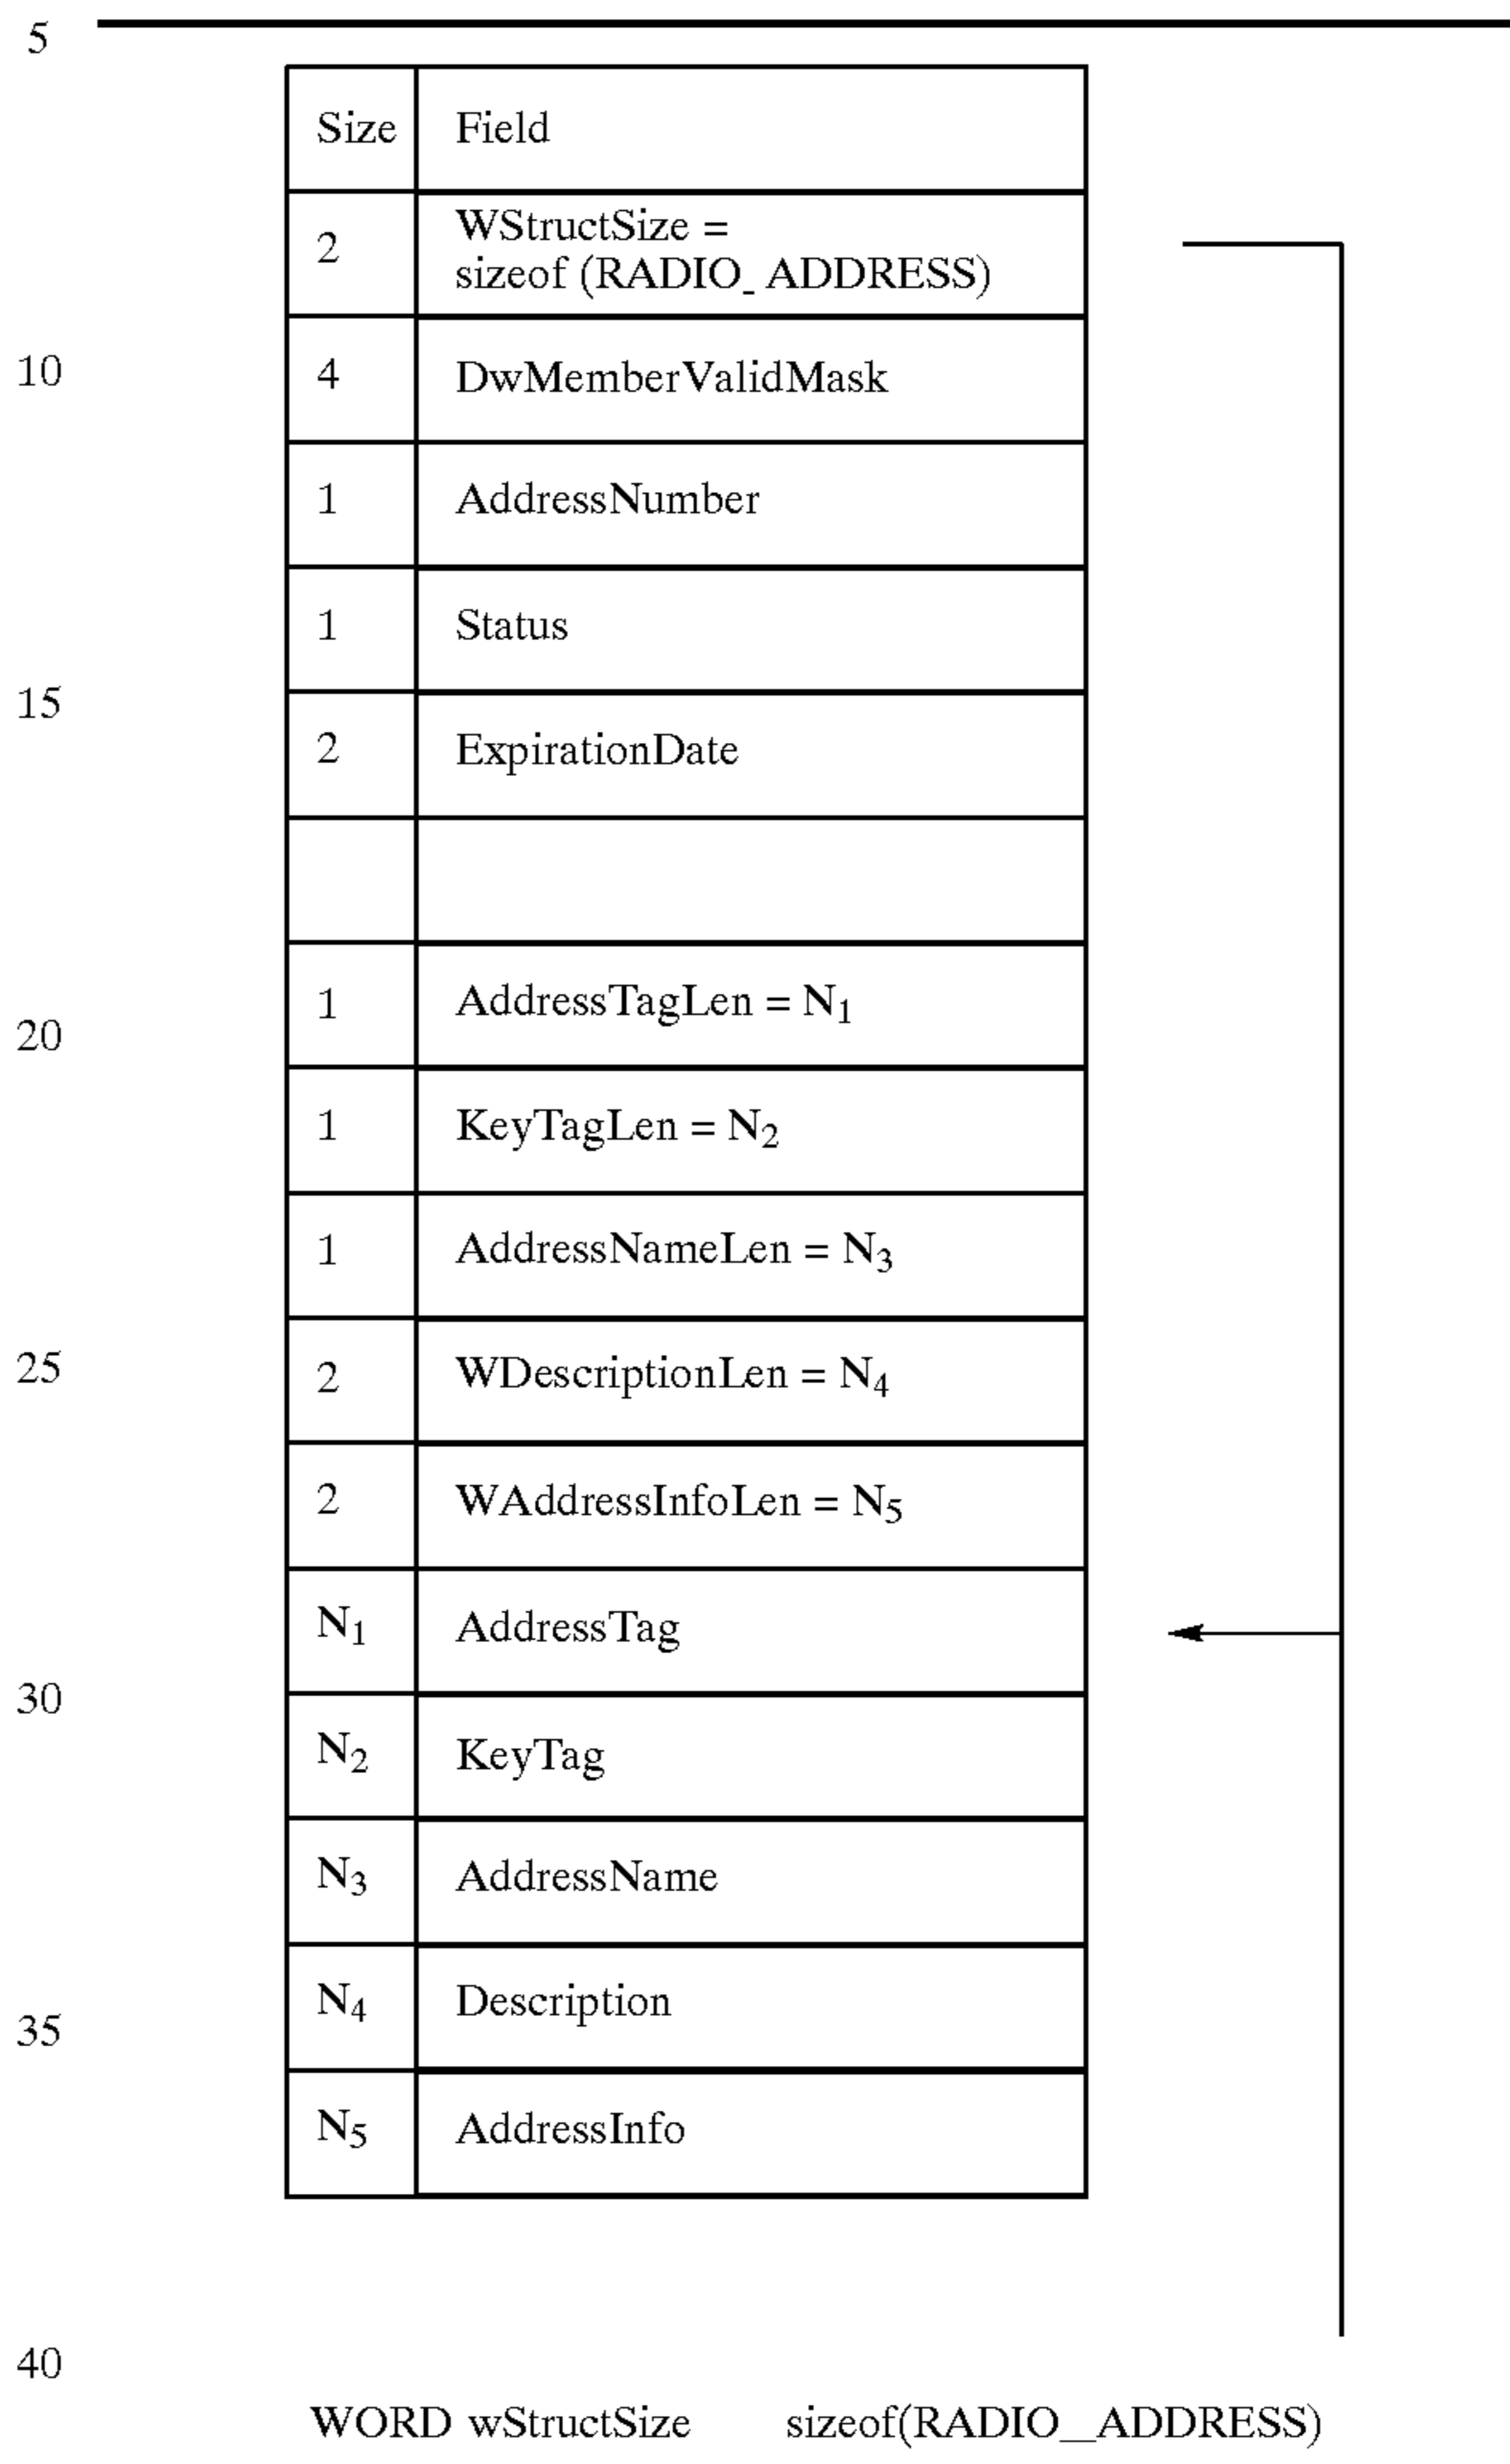 5
Size Field
2 WStructSize =
sizeof (RADIO_ ADDRESS)
10
4 DwMemberValidMask
1 AddressNumber
1 Status
15
2 ExpirationDate
1 AddressTagLen = N₁
20
1 KeyTagLen = N₂
1 AddressNameLen = N₃
25
2 WDescriptionLen = N₄
2 WAddressInfoLen = N₅
N₁ AddressTag
30
N₂ KeyTag
N₃ AddressName
N₄ Description
35
N₅ AddressInfo
40
WORD wStructSize sizeof(RADIO__ADDRESS)